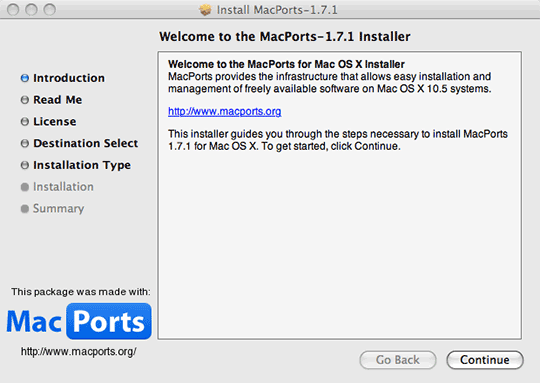 Install MacPorts-1.7.1
Welcome to the MacPorts-1.7.1 Installer
Introduction
Read Me
License
Destination Select
Installation Type
Installation
Summary
Welcome to the MacPorts for Mac OS X Installer
MacPorts provides the infrastructure that allows easy installation and
management of freely available software on Mac OS X 10.5 systems.
http://www.macports.org
This installer guides you through the steps necessary to install MacPorts
1.7.1 for Mac OS X. To get started, click Continue.
This package was made with:
Mac Ports
http://www.macports.org/
Go Back
Continue